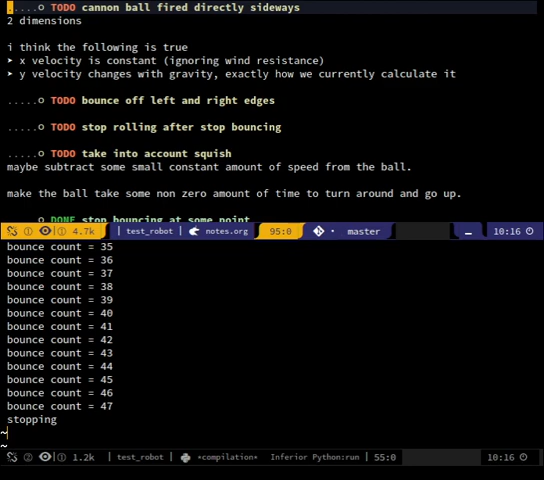 .....o TODO cannon ball fired directly sideways
2 dimensions
i think the following is true
➤ x velocity is constant (ignoring wind resistance)
➤ y velocity changes with gravity, exactly how we currently calculate it
.....o TODO bounce off left and right edges
.....o TODO stop rolling after stop bouncing
.....o TODO take into account squish
maybe subtract some small constant amount of speed from the ball.
make the ball take some non zero amount of time to turn around and go up.
o DONE stop bouncing at some point
① 4.7k | test_robot | notes.org 95:0 • master 10:16
bounce count = 35
bounce count = 36
bounce count = 37
bounce count = 38
bounce count = 39
bounce count = 40
bounce count = 41
bounce count = 42
bounce count = 43
bounce count = 44
bounce count = 45
bounce count = 46
bounce count = 47
stopping
~
~
② |① 1.2k | test_robot | *compilation* Inferior Python:run | 55:0 10:16